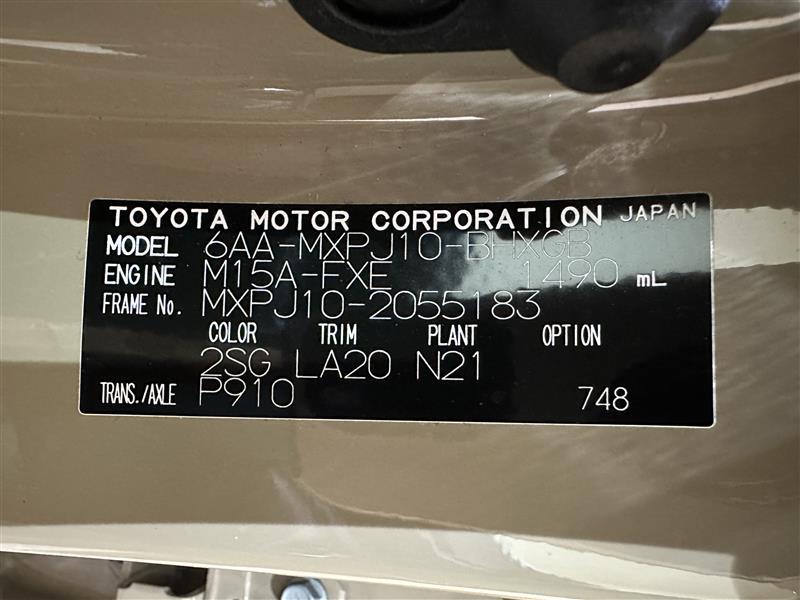 TOYOTA MOTOR CORPORATION JAPAN
MODEL 6AA-MXPJ10-BHXGB
ENGINE M15A-FXE 1490 mL
FRAME No. MXPJ10-2055183
COLOR TRIM PLANT OPTION
2SG LA20 N21
TRANS./AXLE P910 748